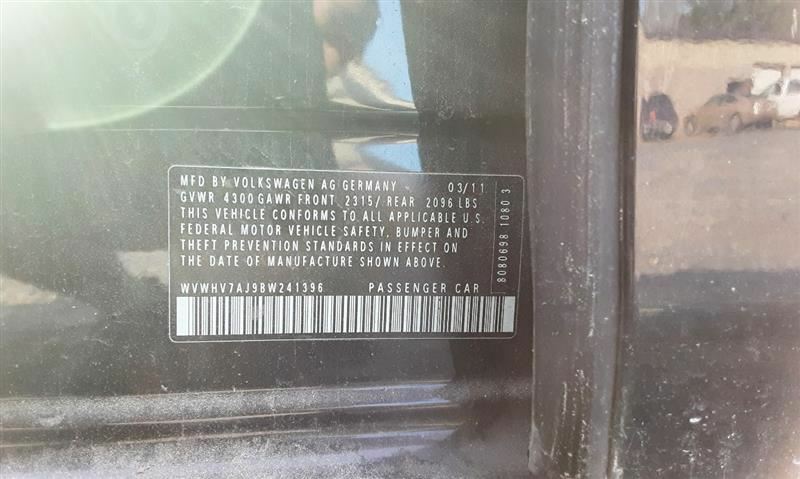 MFD BY VOLKSWAGEN AG GERMANY 03/11
GVWR 4300 GAWR FRONT 2315/ REAR 2096 LBS
THIS VEHICLE CONFORMS TO ALL APPLICABLE U.S.
FEDERAL MOTOR VEHICLE SAFETY, BUMPER AND
THEFT PREVENTION STANDARDS IN EFFECT ON
THE DATE OF MANUFACTURE SHOWN ABOVE.
WVWHV7AJ9BW241396 PASSENGER CAR
8080698 10803